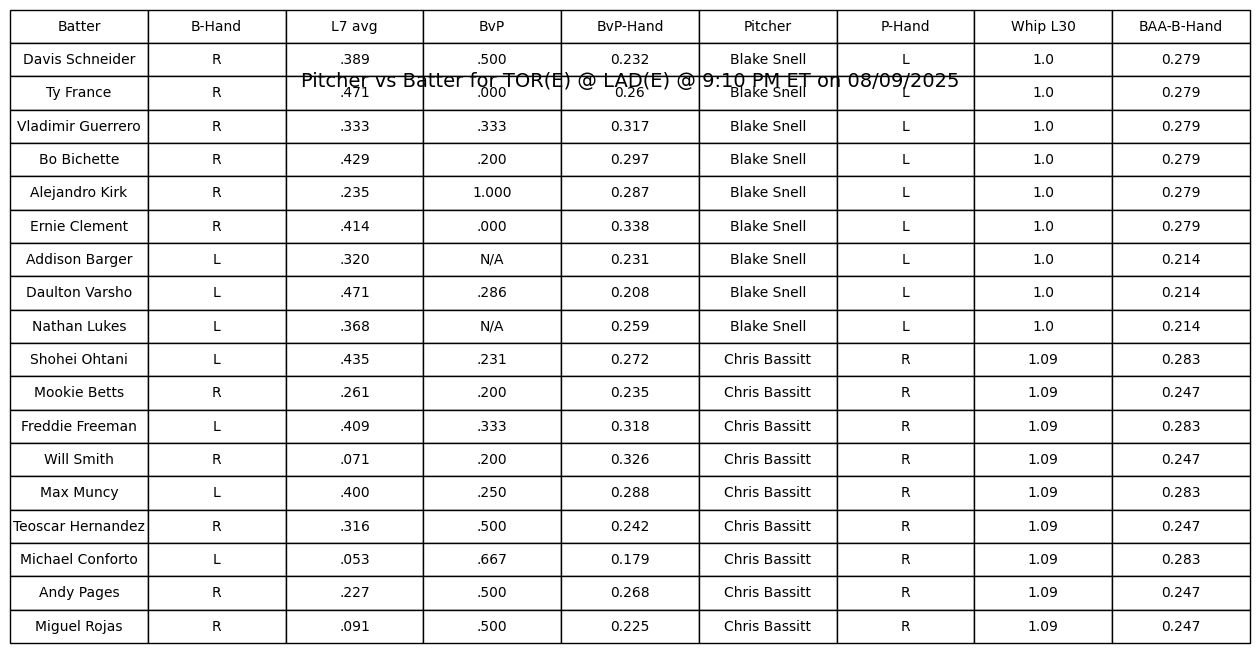 Batter B-Hand L7 avg BvP BvP-Hand Pitcher P-Hand Whip L30 BAA-B-Hand
Davis Schneider R .389 .500 0.232 Blake Snell L 1.0 0.279
Pitcher vs Batter for TOR(E) @ LAD(E) @ 9:10 PM ET on 08/09/2025
Ty France R .471 .000 0.26 Blake Snell L 1.0 0.279
Vladimir Guerrero R .333 .333 0.317 Blake Snell L 1.0 0.279
Bo Bichette R .429 .200 0.297 Blake Snell L 1.0 0.279
Alejandro Kirk R .235 1.000 0.287 Blake Snell L 1.0 0.279
Ernie Clement R .414 .000 0.338 Blake Snell L 1.0 0.279
Addison Barger L .320 N/A 0.231 Blake Snell L 1.0 0.214
Daulton Varsho L .471 .286 0.208 Blake Snell L 1.0 0.214
Nathan Lukes L .368 N/A 0.259 Blake Snell L 1.0 0.214
Shohei Ohtani L .435 .231 0.272 Chris Bassitt R 1.09 0.283
Mookie Betts R .261 .200 0.235 Chris Bassitt R 1.09 0.247
Freddie Freeman L .409 .333 0.318 Chris Bassitt R 1.09 0.283
Will Smith R .071 .200 0.326 Chris Bassitt R 1.09 0.247
Max Muncy L .400 .250 0.288 Chris Bassitt R 1.09 0.283
Teoscar Hernandez R .316 .500 0.242 Chris Bassitt R 1.09 0.247
Michael Conforto L .053 .667 0.179 Chris Bassitt R 1.09 0.283
Andy Pages R .227 .500 0.268 Chris Bassitt R 1.09 0.247
Miguel Rojas R .091 .500 0.225 Chris Bassitt R 1.09 0.247